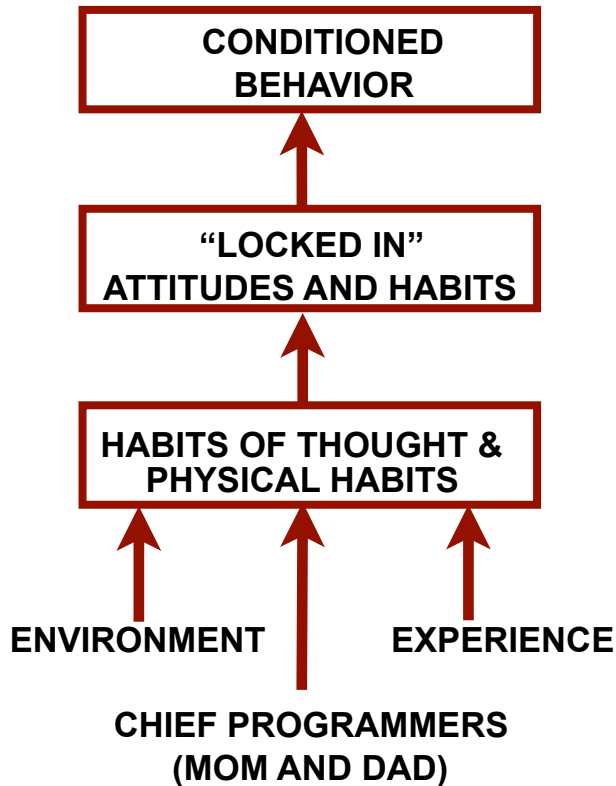 CONDITIONED
BEHAVIOR
“LOCKED IN”
ATTITUDES AND HABITS
HABITS OF THOUGHT &
PHYSICAL HABITS
ENVIRONMENT
EXPERIENCE
CHIEF PROGRAMMERS
(MOM AND DAD)